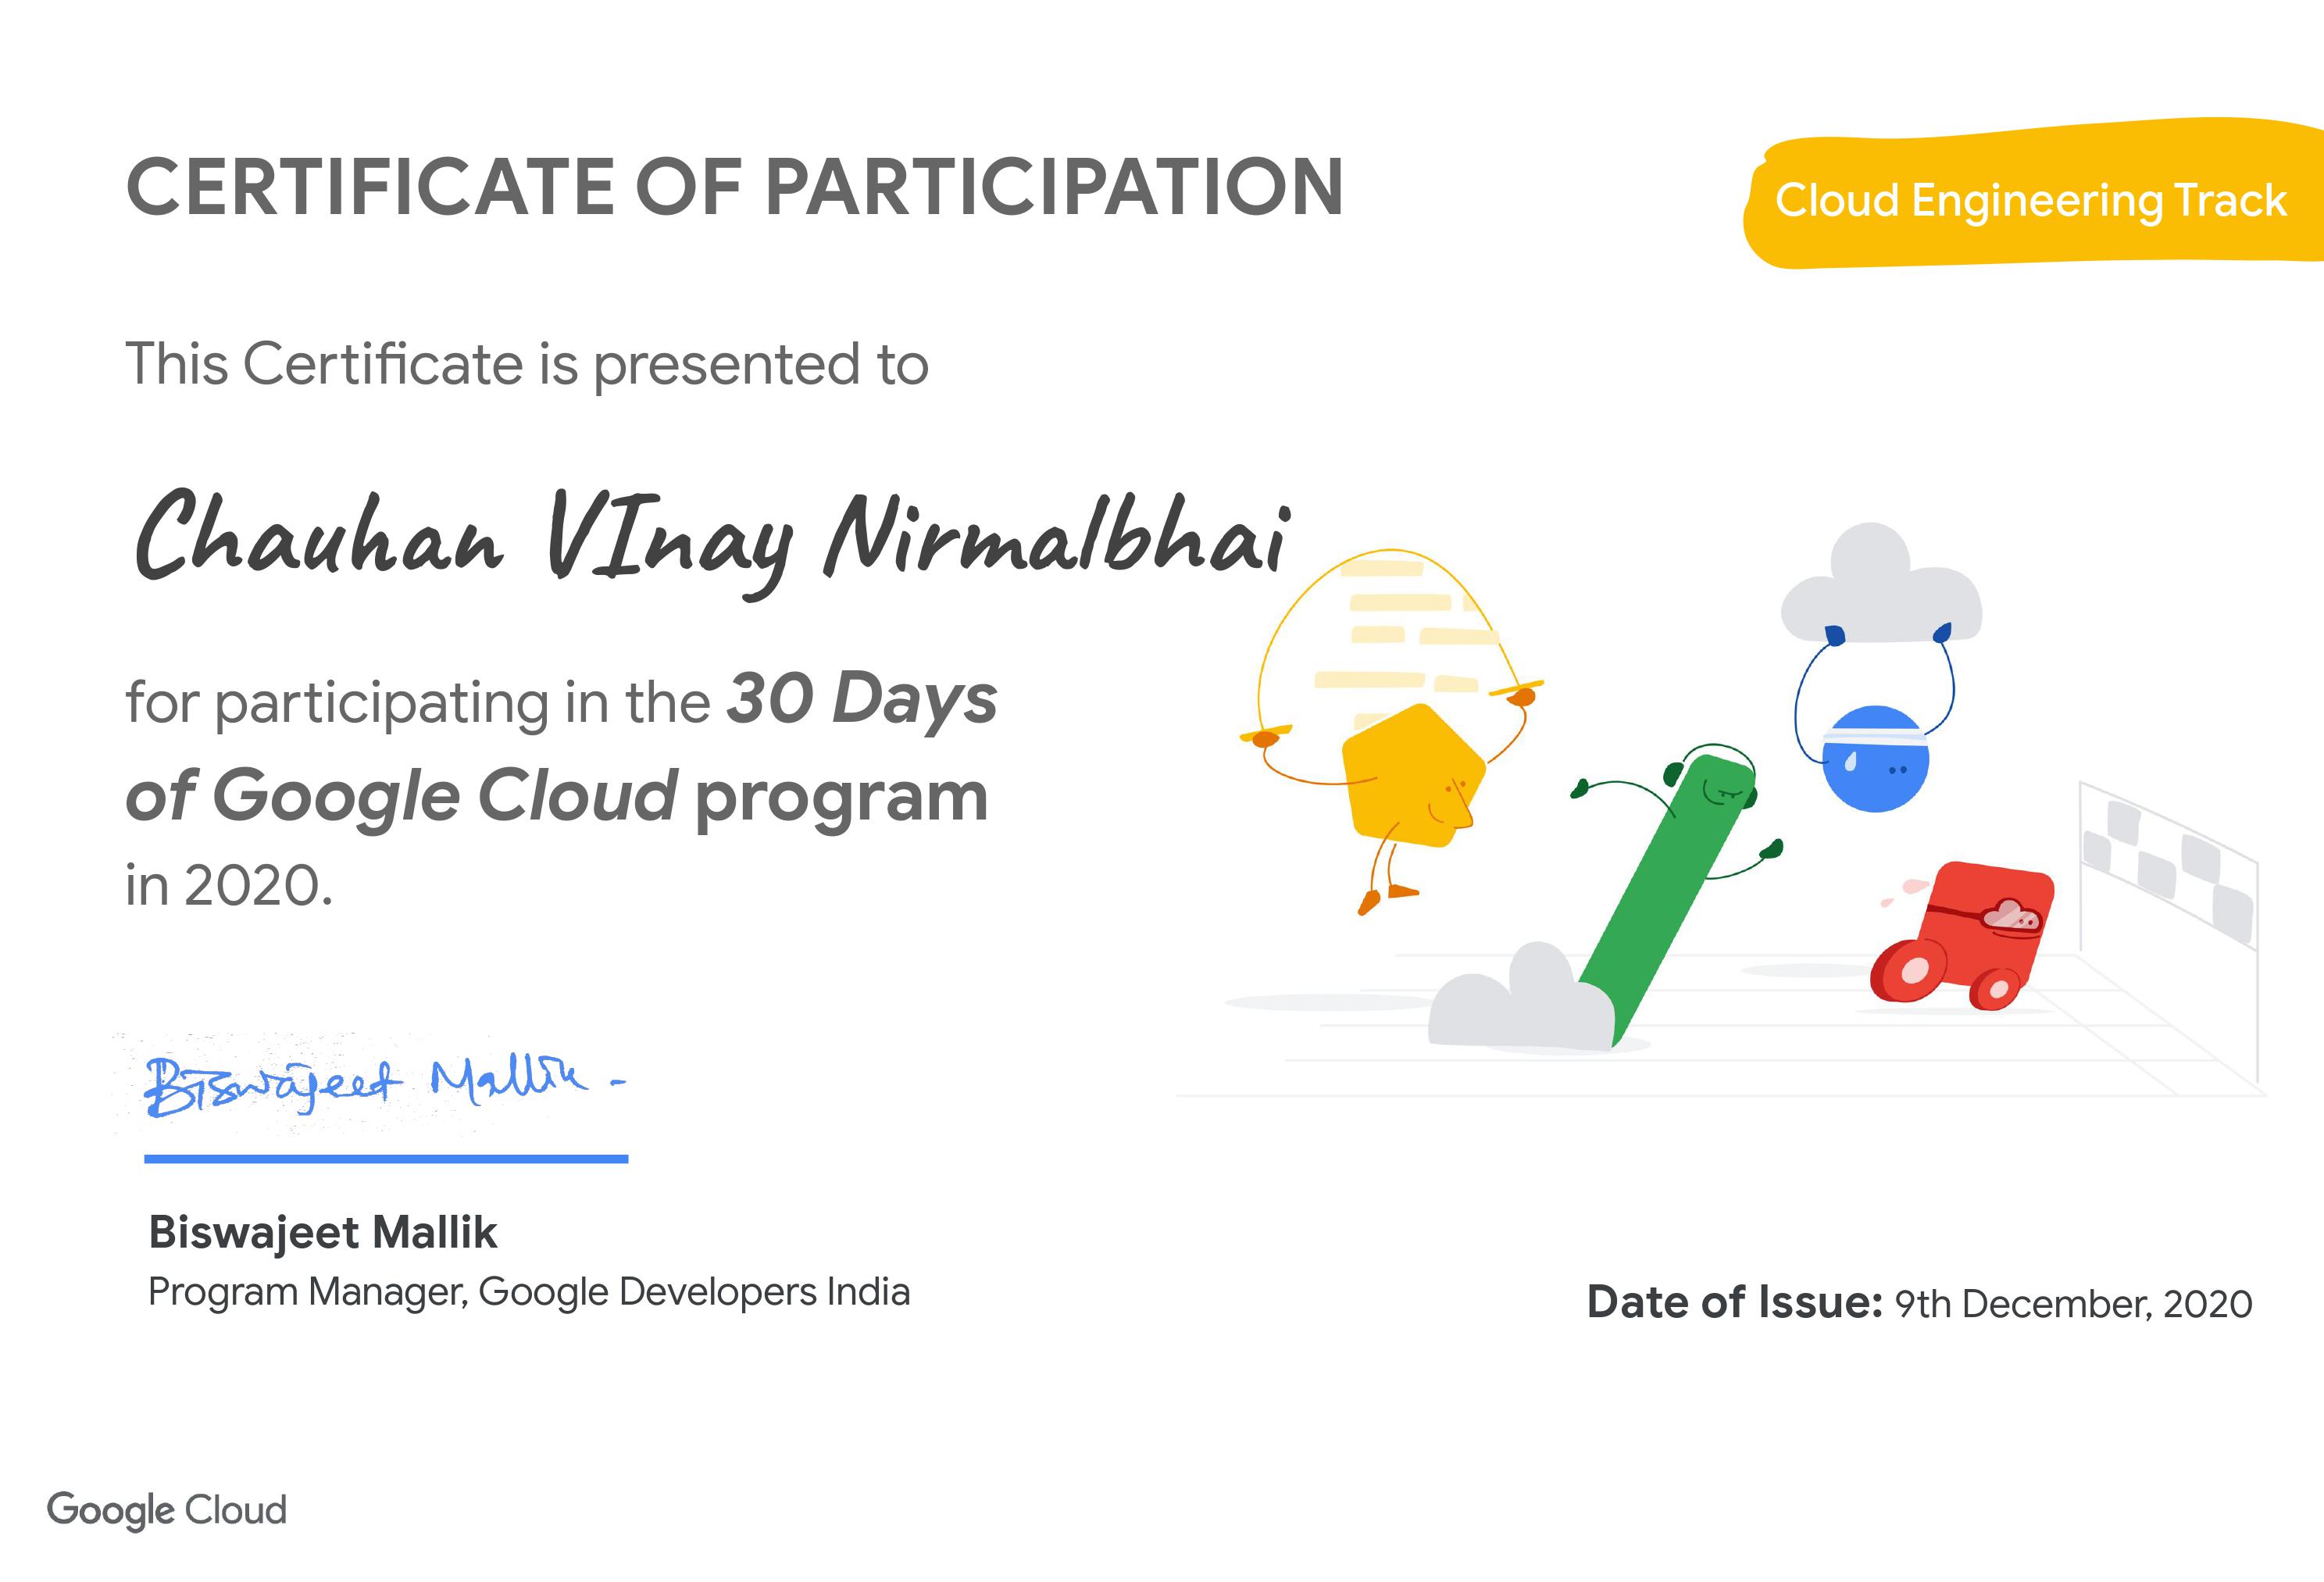 CERTIFICATE OF PARTICIPATION
Cloud Engineering Track
This Certificate is presented to
Chauhan VInay Nirmalbhai
for participating in the 30 Days
of Google Cloud program
in 2020.
Biswajeet Mallik -
Biswajeet Mallik
Program Manager, Google Developers India
Date of Issue: 9th December, 2020
Google Cloud